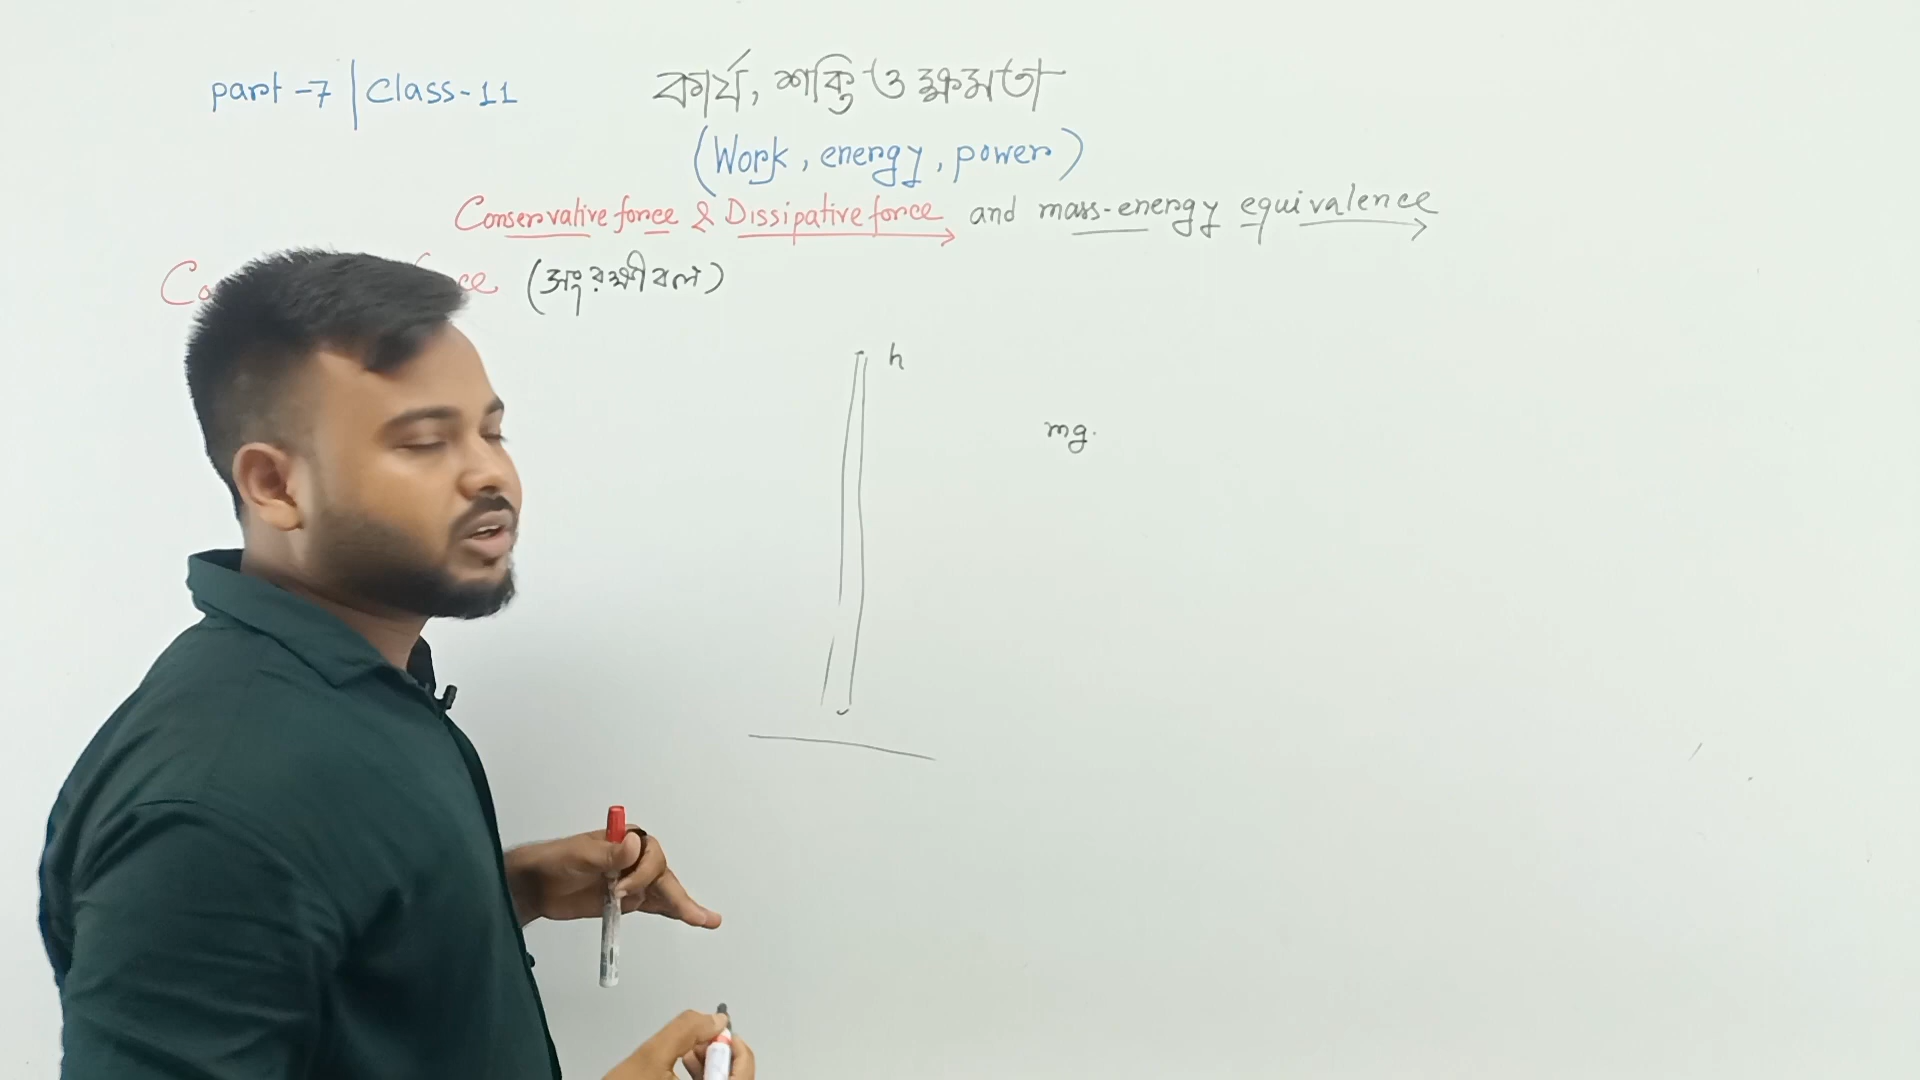 part-7 | Class-11
কার্য, শক্তি ও ক্ষমতা
(Work, energy, power)
Conservative force & Dissipative force and mass-energy equivalence
(সংরক্ষী বল)
h
mg.